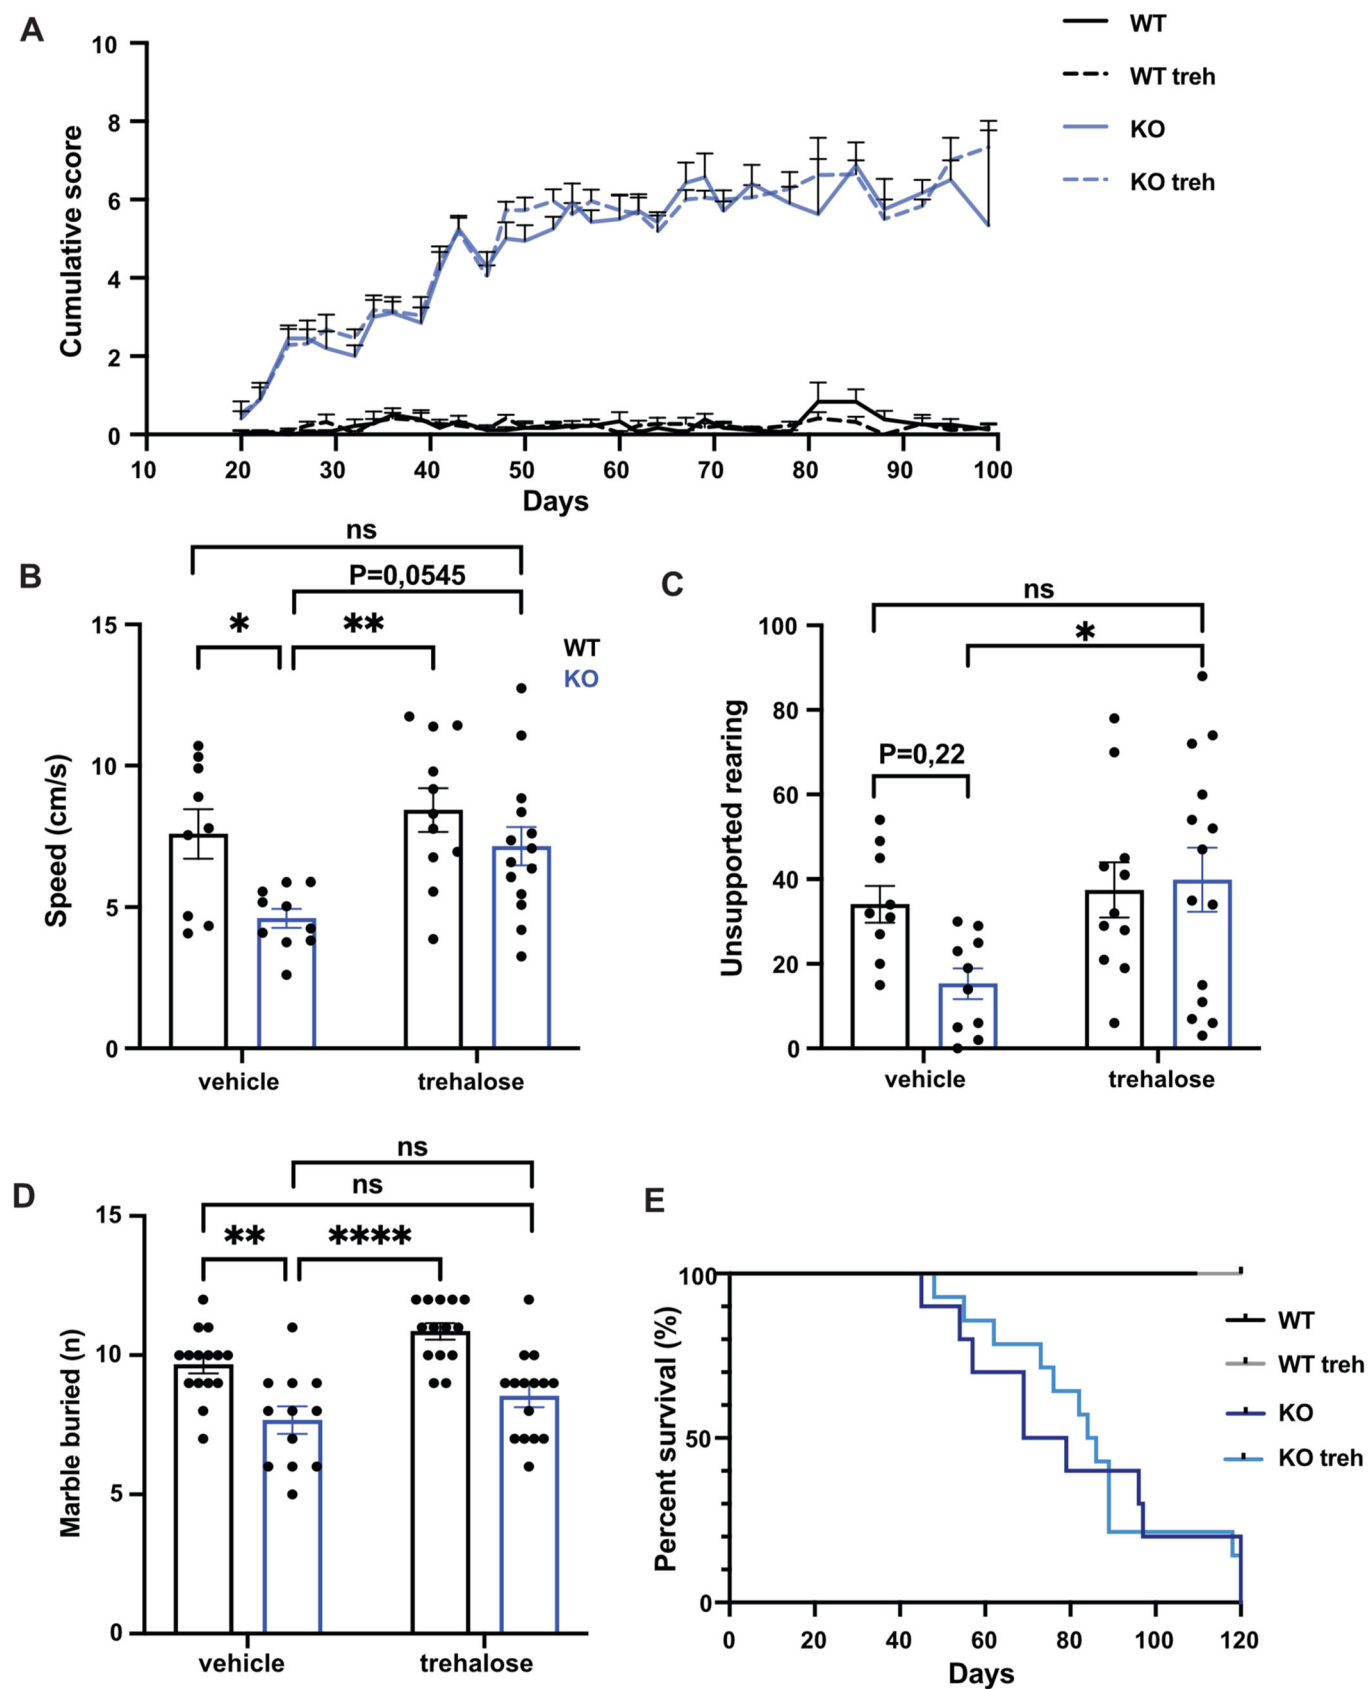 A
WT
WT treh
KO
KO treh
Cumulative score
10
8
6
4
2
0
10 20 30 40 50 60 70 80 90 100
Days
B
ns
P=0,0545
* **
WT
KO
Speed (cm/s)
15
10
5
0
vehicle trehalose
C
ns
*
P=0,22
Unsupported rearing
100
80
60
40
20
0
vehicle trehalose
D
ns
ns
** ****
Marble buried (n)
15
10
5
0
vehicle trehalose
E
Percent survival (%)
100
50
0
0 20 40 60 80 100 120
Days
WT
WT treh
KO
KO treh